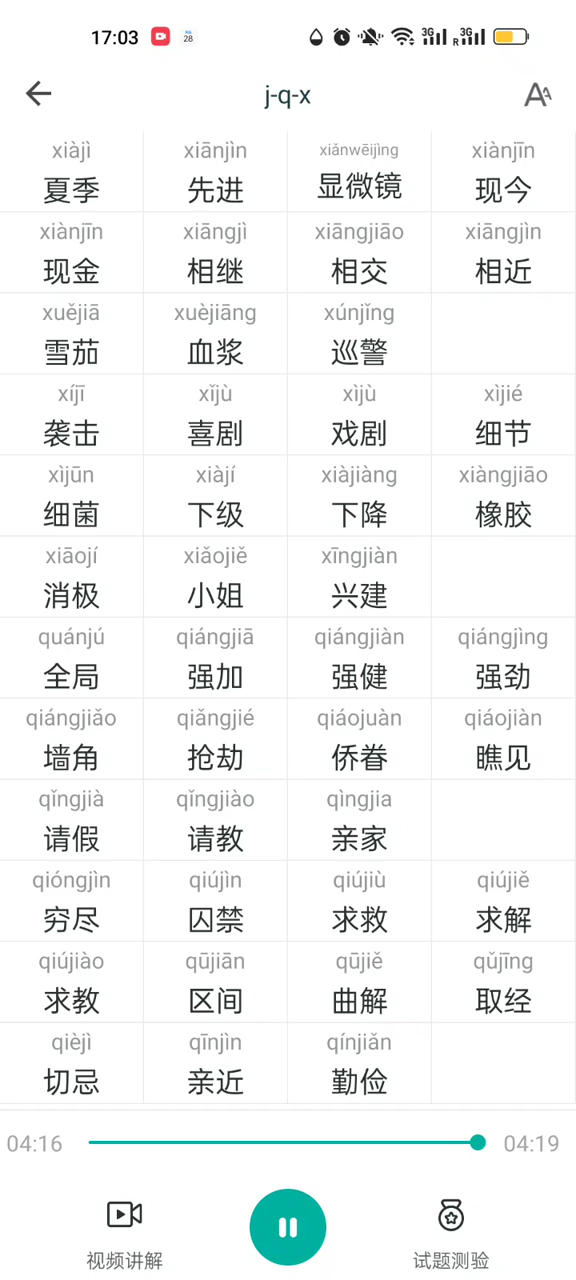 17:03 28 3G R 3G
j-q-x
xiàjì xiānjìn xiǎnwēijìng xiànjīn
夏季 先进 显微镜 现今
xiànjīn xiāngjì xiāngjiāo xiāngjìn
现金 相继 相交 相近
xuějiā xuèjiāng xúnjǐng
雪茄 血浆 巡警
xíjī xǐjù xìjù xìjié
袭击 喜剧 戏剧 细节
xìjūn xiàjí xiàjiàng xiàngjiāo
细菌 下级 下降 橡胶
xiāojí xiǎojiě xīngjiàn
消极 小姐 兴建
quánjú qiángjiā qiángjiàn qiángjìng
全局 强加 强健 强劲
qiángjiǎo qiǎngjié qiáojuàn qiáojiàn
墙角 抢劫 侨眷 瞧见
qǐngjià qǐngjiào qìngjia
请假 请教 亲家
qióngjìn qiújìn qiújiù qiújiě
穷尽 囚禁 求救 求解
qiújiào qūjiān qūjiě qǔjīng
求教 区间 曲解 取经
qièjì qīnjìn qínjiǎn
切忌 亲近 勤俭
04:16 04:19
视频讲解 试题测验